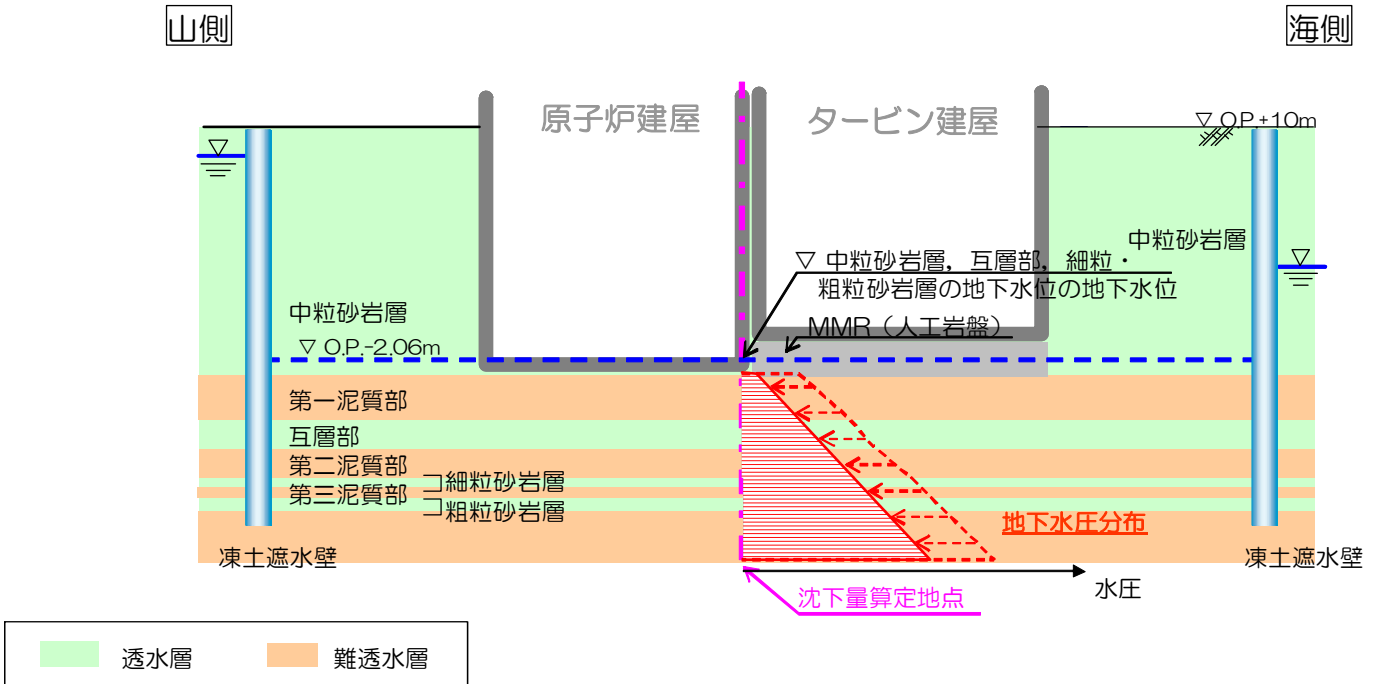 山側
海側
原子炉建屋
タービン建屋
▽ O.P.+10m
中粒砂岩層
▽ 中粒砂岩層，互層部，細粒・
粗粒砂岩層の地下水位の地下水位
MMR（人工岩盤）
中粒砂岩層
▽ O.P.-2.06m
第一泥質部
互層部
第二泥質部
細粒砂岩層
第三泥質部
粗粒砂岩層
地下水圧分布
凍土遮水壁
凍土遮水壁
水圧
沈下量算定地点
透水層
難透水層